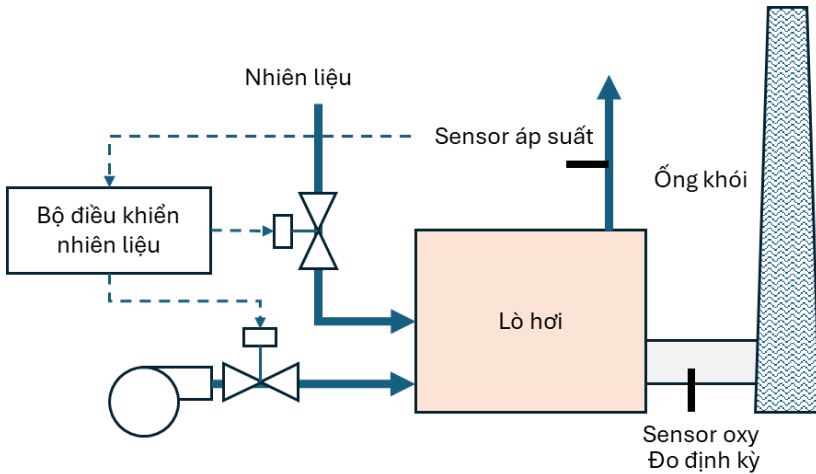 Nhiên liệu
Sensor áp suất
Ống khói
Bộ điều khiển
nhiên liệu
Lò hơi
Sensor oxy
Đo định kỳ